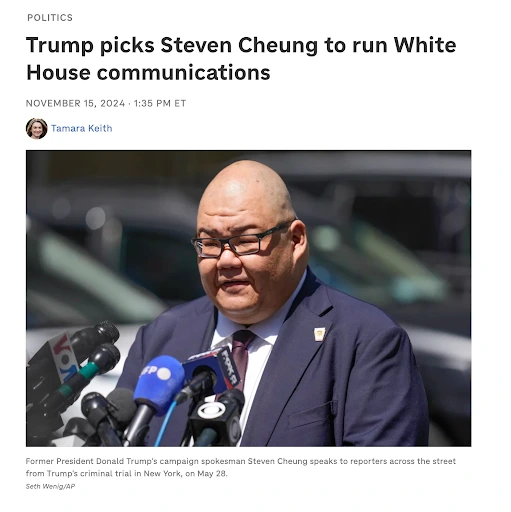 POLITICS
Trump picks Steven Cheung to run White
House communications
NOVEMBER 15, 2024 · 1:35 PM ET
Tamara Keith
VOA
Former President Donald Trump's campaign spokesman Steven Cheung speaks to reporters across the street
from Trump's criminal trial in New York, on May 28.
Seth Wenig/AP